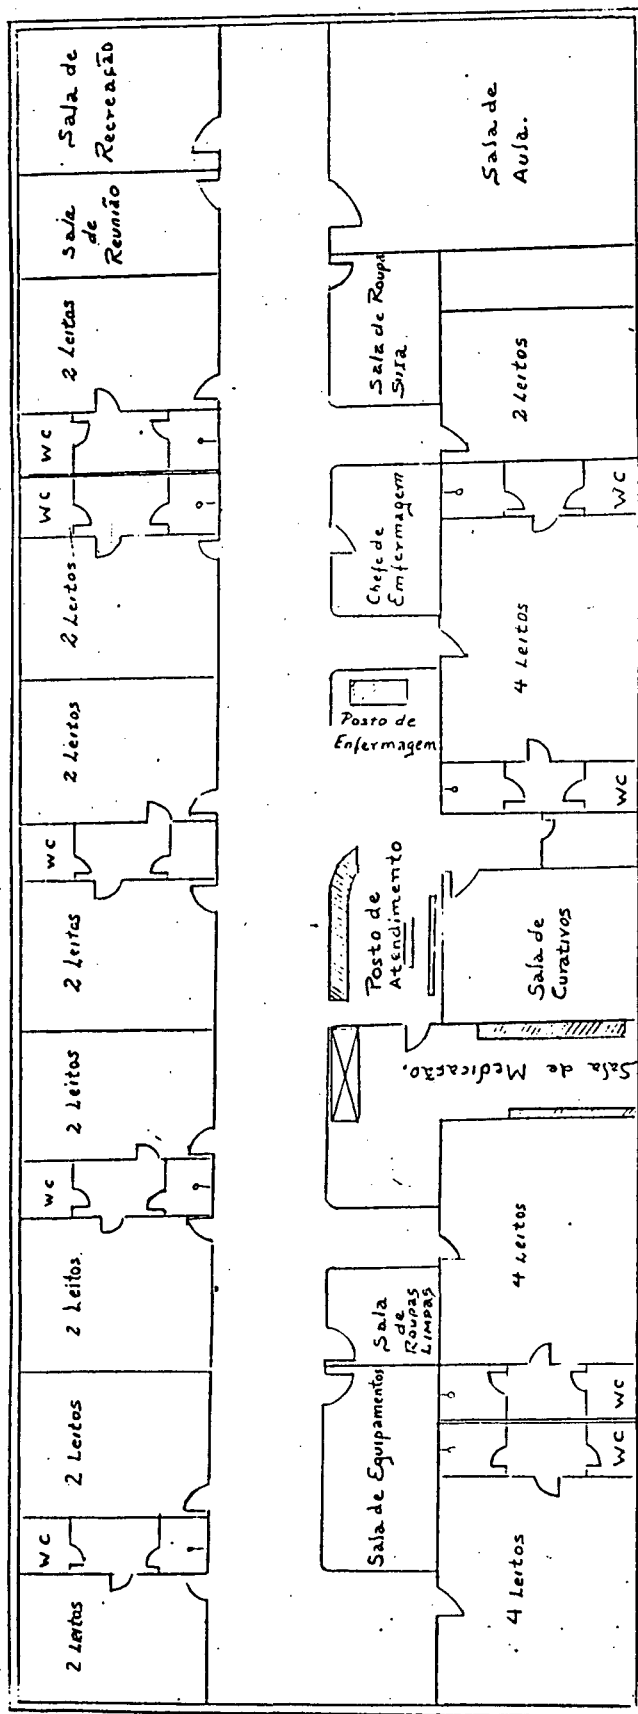 Sala de
Recreação
Sala
de
Reunião
2 Leitos
WC
WC
2 Leitos
2 Leitos
WC
2 Leitos
2 Leitos
WC
2 Leitos
2 Leitos
WC
2 Leitos
Sala de
Aula.
Sala de Roupa
Suja
2 Leitos
WC
Chefe de
Enfermagem
4 Leitos
Posto de
Enfermagem
WC
Posto de
Atendimento
Sala de
Curativos
Sala de Medicação.
4 Leitos
Sala
de
Roupas
Limpas
WC
WC
Sala de Equipamentos
4 Leitos